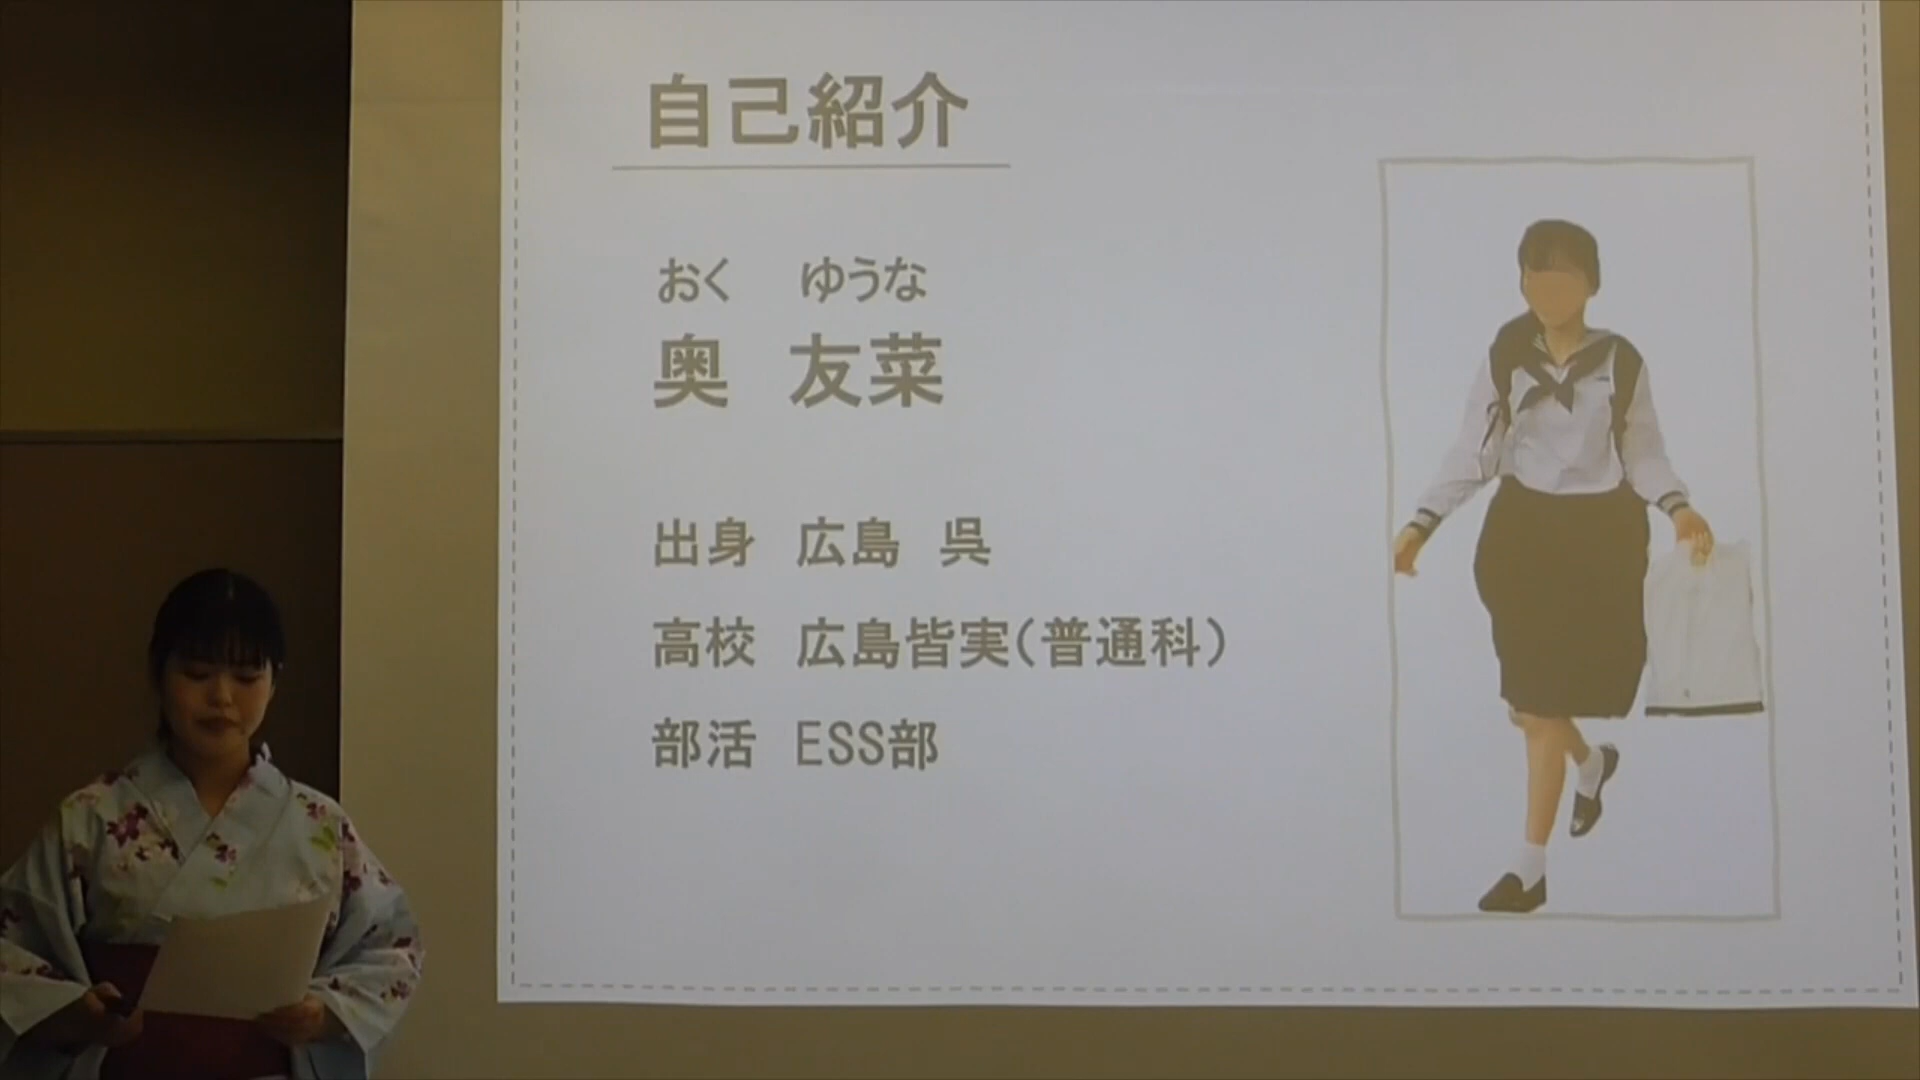 自己紹介
おく ゆうな
奥 友菜
出身 広島 呉
高校 広島皆実(普通科)
部活 ESS部